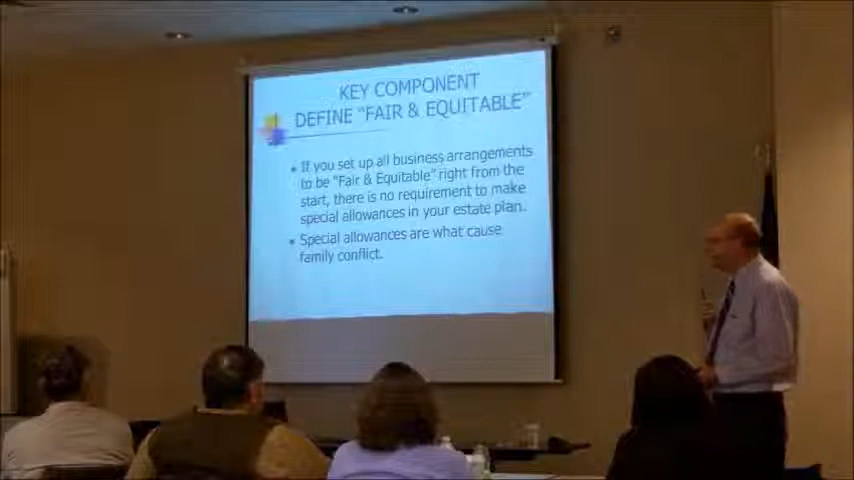 KEY COMPONENT
DEFINE "FAIR & EQUITABLE"
If you set up all business arrangements
to be "Fair & Equitable" right from the
start, there is no requirement to make
special allowances in your estate plan.
Special allowances are what cause
family conflict.